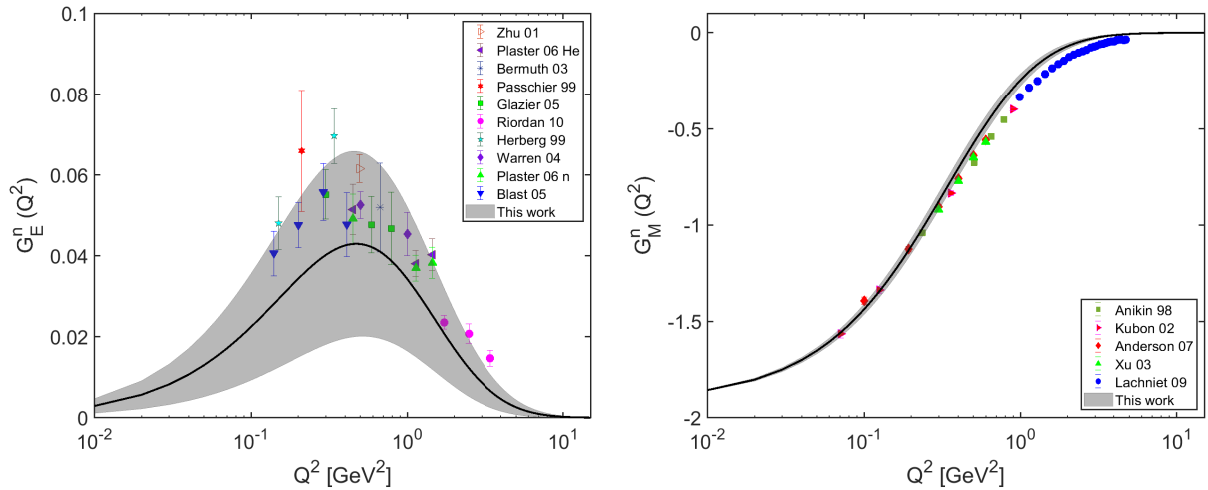 0.1
0.08
0.06
0.04
0.02
0
G_E^n (Q^2)
10^-2
10^-1
10^0
10^1
Q^2 [GeV^2]
Zhu 01
Plaster 06 He
Bermuth 03
Passchier 99
Glazier 05
Riordan 10
Herberg 99
Warren 04
Plaster 06 n
Blast 05
This work
0
-0.5
-1
-1.5
-2
G_M^n (Q^2)
10^-2
10^-1
10^0
10^1
Q^2 [GeV^2]
Anikin 98
Kubon 02
Anderson 07
Xu 03
Lachniet 09
This work